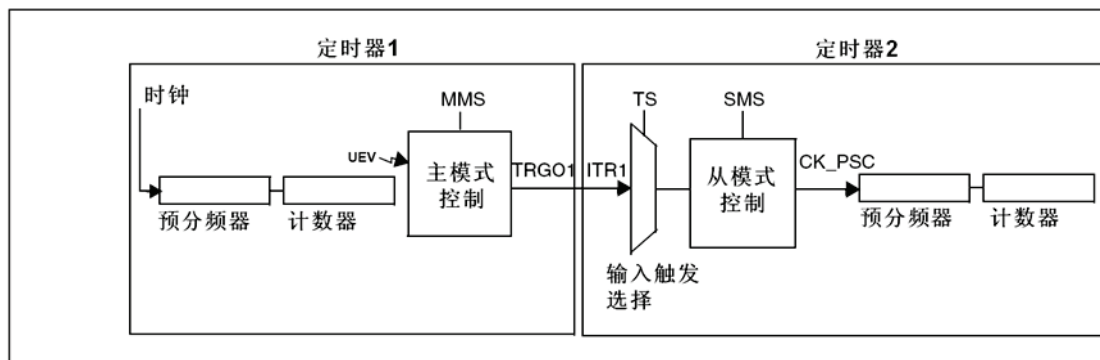 定时器1
定时器2
时钟
MMS
TS
SMS
UEV
主模式
控制
TRGO1
ITR1
从模式
控制
CK_PSC
预分频器
计数器
预分频器
计数器
输入触发
选择